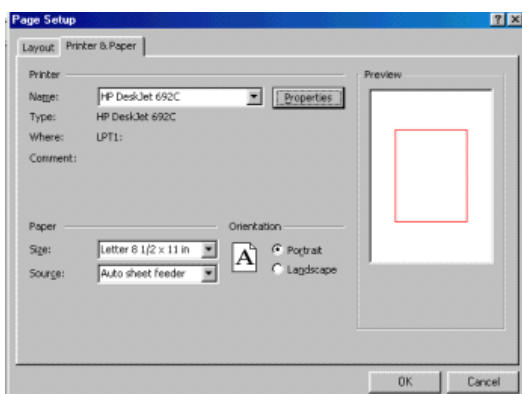 Page Setup
Layout
Printer & Paper
Printer
Name: HP DeskJet 692C Properties
Type: HP DeskJet 692C
Where: LPT1:
Comment:
Preview
Paper
Size: Letter 8 1/2 x 11 in
Source: Auto sheet feeder
Orientation
A
Portrait
Landscape
OK
Cancel